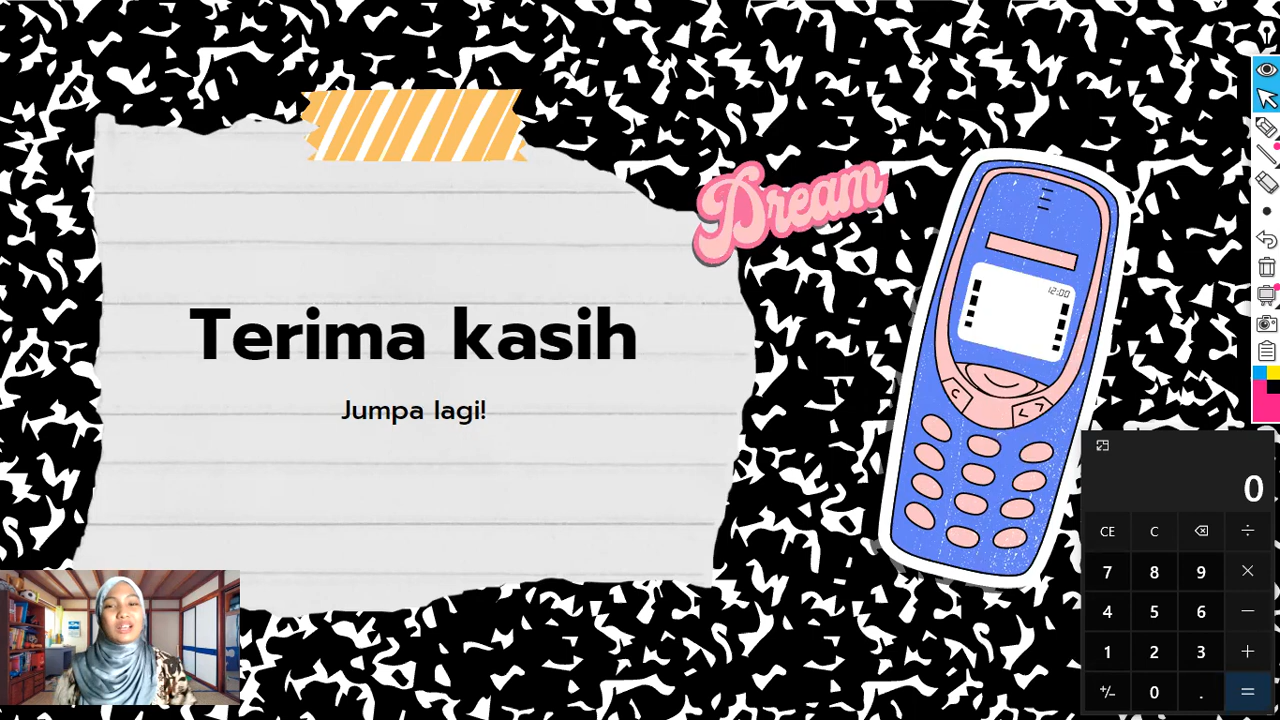 Dream
12:00
Terima kasih
Jumpa lagi!
C
0
CE C ÷
7 8 9 ×
4 5 6 −
1 2 3 +
+/− 0 . =